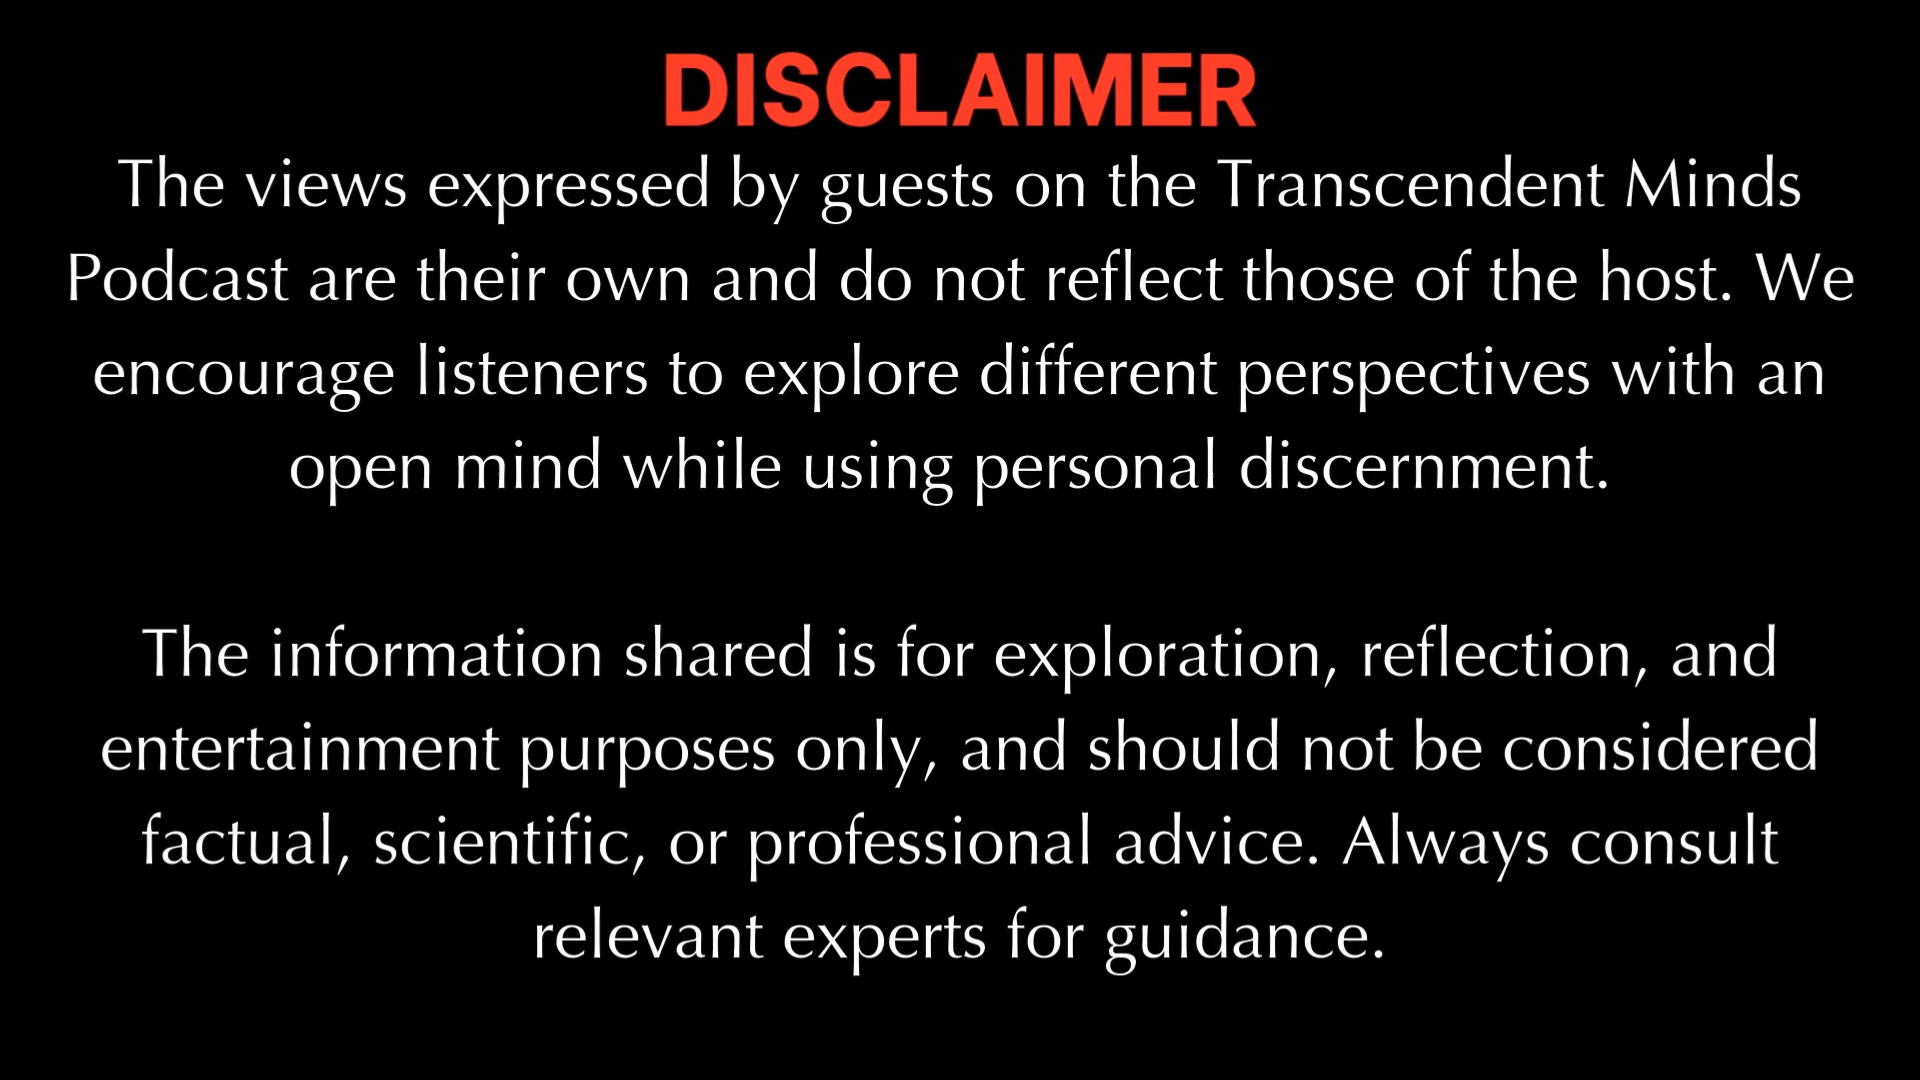 DISCLAIMER
The views expressed by guests on the Transcendent Minds
Podcast are their own and do not reflect those of the host. We
encourage listeners to explore different perspectives with an
open mind while using personal discernment.
The information shared is for exploration, reflection, and
entertainment purposes only, and should not be considered
factual, scientific, or professional advice. Always consult
relevant experts for guidance.